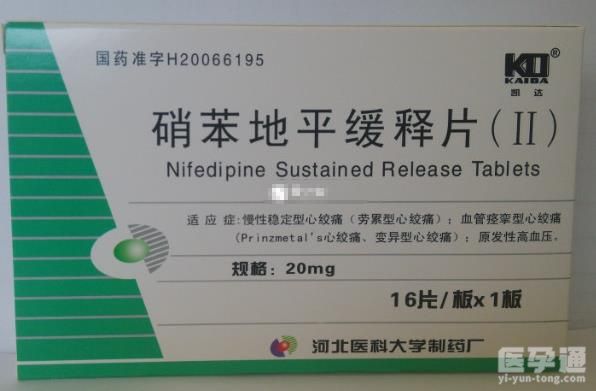 国药准字H20066195
KD®
KAIDA
凯达
硝苯地平缓释片(II)
Nifedipine Sustained Release Tablets
适应症:慢性稳定型心绞痛(劳累型心绞痛);血管痉挛型心绞痛
(Prinzmetal's心绞痛、变异型心绞痛);原发性高血压。
规格:20mg
16片/板x1板
河北医科大学制药厂
医孕通
yi-yun-tong.com